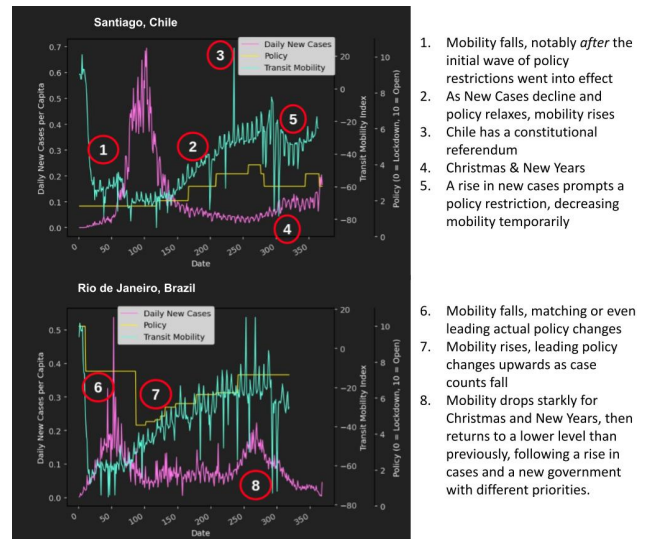 Santiago, Chile
Daily New Cases
Policy
Transit Mobility
Daily New Cases per Capita
0.7
0.6
0.5
0.4
0.3
0.2
0.1
0.0
20
0
−20
−40
−60
−80
Transit Mobility Index
10
8
6
4
2
0
Policy (0 = Lockdown, 10 = Open)
1
2
3
4
5
0
50
100
150
200
250
300
350
Date
1. Mobility falls, notably after the
initial wave of policy
restrictions went into effect
2. As New Cases decline and
policy relaxes, mobility rises
3. Chile has a constitutional
referendum
4. Christmas & New Years
5. A rise in new cases prompts a
policy restriction, decreasing
mobility temporarily
Rio de Janeiro, Brazil
Daily New Cases
Policy
Transit Mobility
Daily New Cases per Capita
0.5
0.4
0.3
0.2
0.1
0.0
20
0
−20
−40
−60
−80
Transit Mobility Index
10
8
6
4
2
0
Policy (0 = Lockdown, 10 = Open)
6
7
8
0
50
100
150
200
250
300
350
Date
6. Mobility falls, matching or even
leading actual policy changes
7. Mobility rises, leading policy
changes upwards as case
counts fall
8. Mobility drops starkly for
Christmas and New Years, then
returns to a lower level than
previously, following a rise in
cases and a new government
with different priorities.